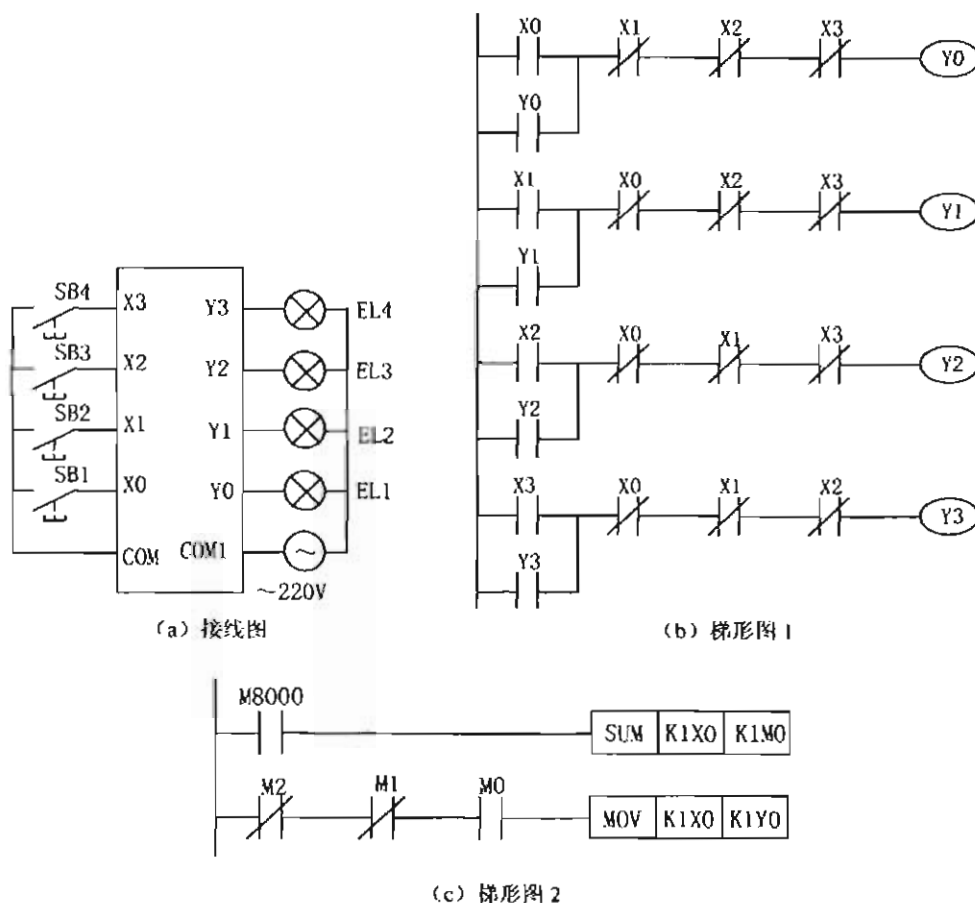 X0 X1 X2 X3
Y0
Y0
X1 X0 X2 X3
Y1
Y1
X2 X0 X1 X3
Y2
Y2
X3 X0 X1 X2
Y3
Y3
(b) 梯形图 1
SB4 X3 Y3 EL4
SB3 X2 Y2 EL3
SB2 X1 Y1 EL2
SB1 X0 Y0 EL1
COM COM1 ~
~220V
(a) 接线图
M8000
SUM K1X0 K1M0
M2 M1 M0
MOV K1X0 K1Y0
(c) 梯形图 2